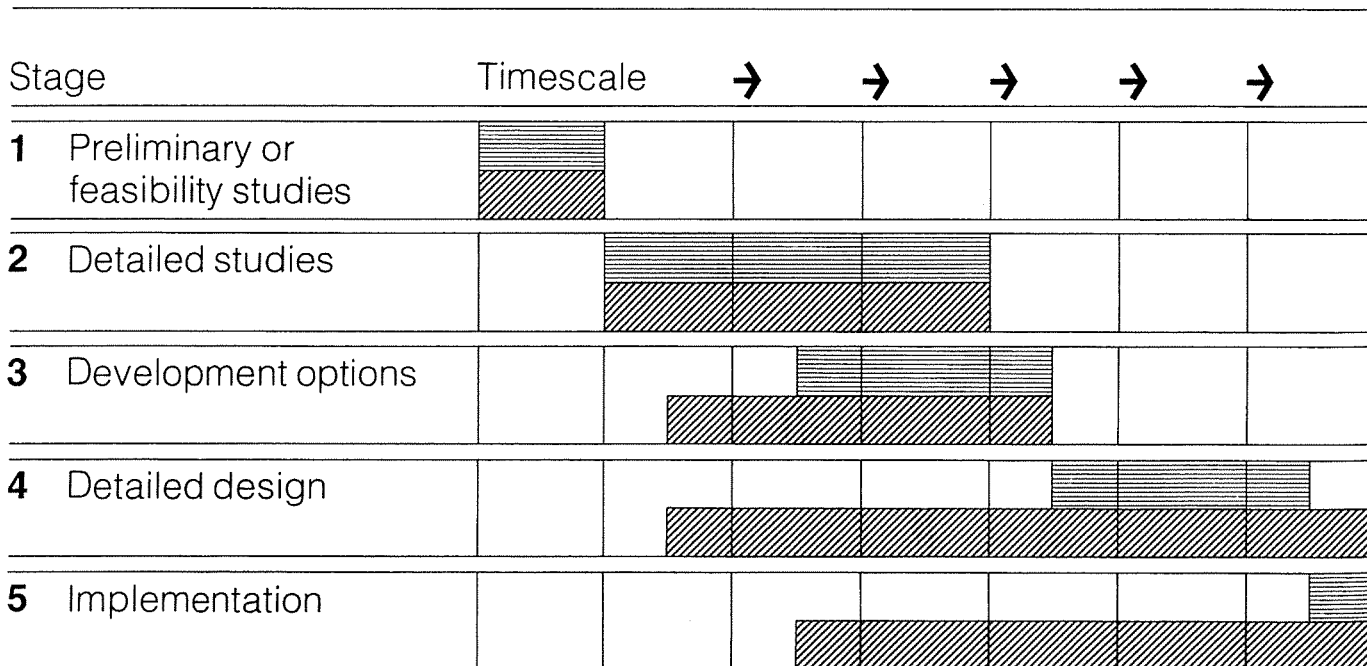 Stage Timescale → → → → →
1 Preliminary or
feasibility studies
2 Detailed studies
3 Development options
4 Detailed design
5 Implementation